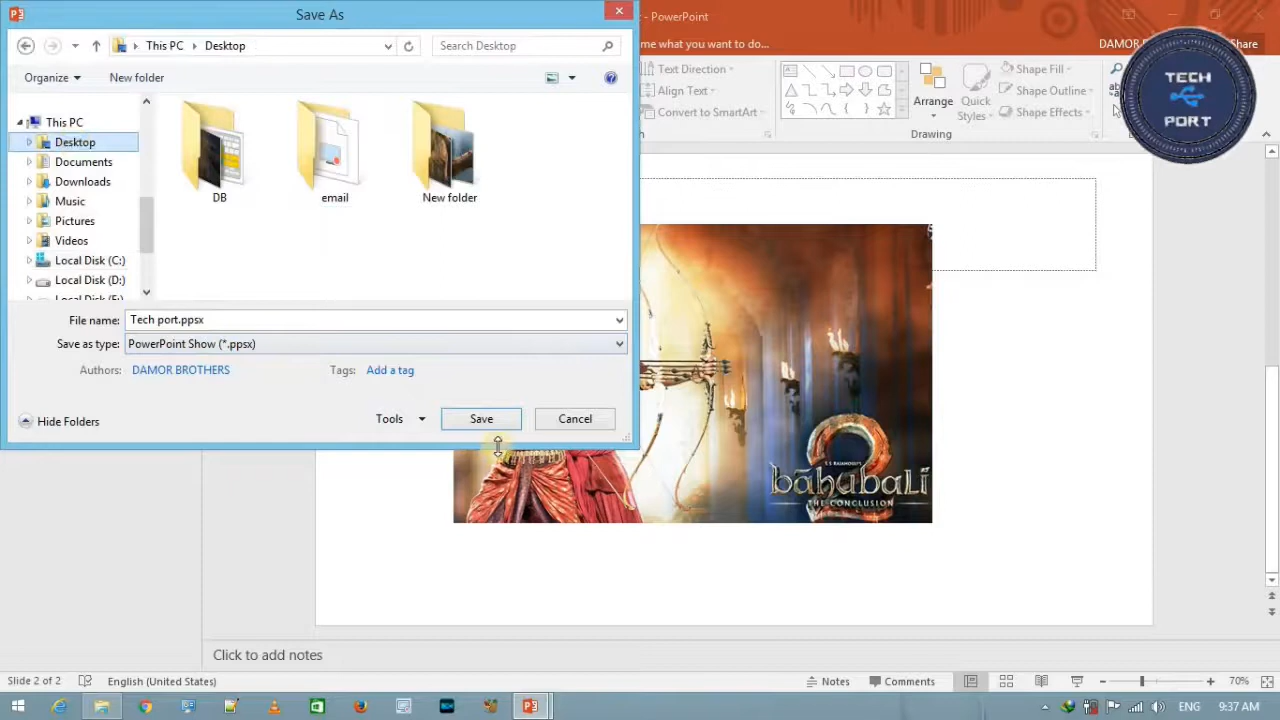 Save As
- PowerPoint
This PC
Desktop
Search Desktop
me what you want to do...
DAMOR
Share
Organize
New folder
Text Direction
Align Text
Convert to SmartArt
Arrange
Quick
Styles
Shape Fill
Shape Outline
Shape Effects
Drawing
TECH
PORT
This PC
Desktop
Documents
Downloads
Music
Pictures
Videos
Local Disk (C:)
Local Disk (D:)
DB
email
New folder
File name:
Tech port.ppsx
Save as type:
PowerPoint Show (*.ppsx)
Authors:
DAMOR BROTHERS
Tags:
Add a tag
Hide Folders
Tools
Save
Cancel
S S RAJAMOULI'S
bāhubaLi
2
THE CONCLUSION
Click to add notes
Slide 2 of 2
English (United States)
Notes
Comments
70%
ENG
9:37 AM